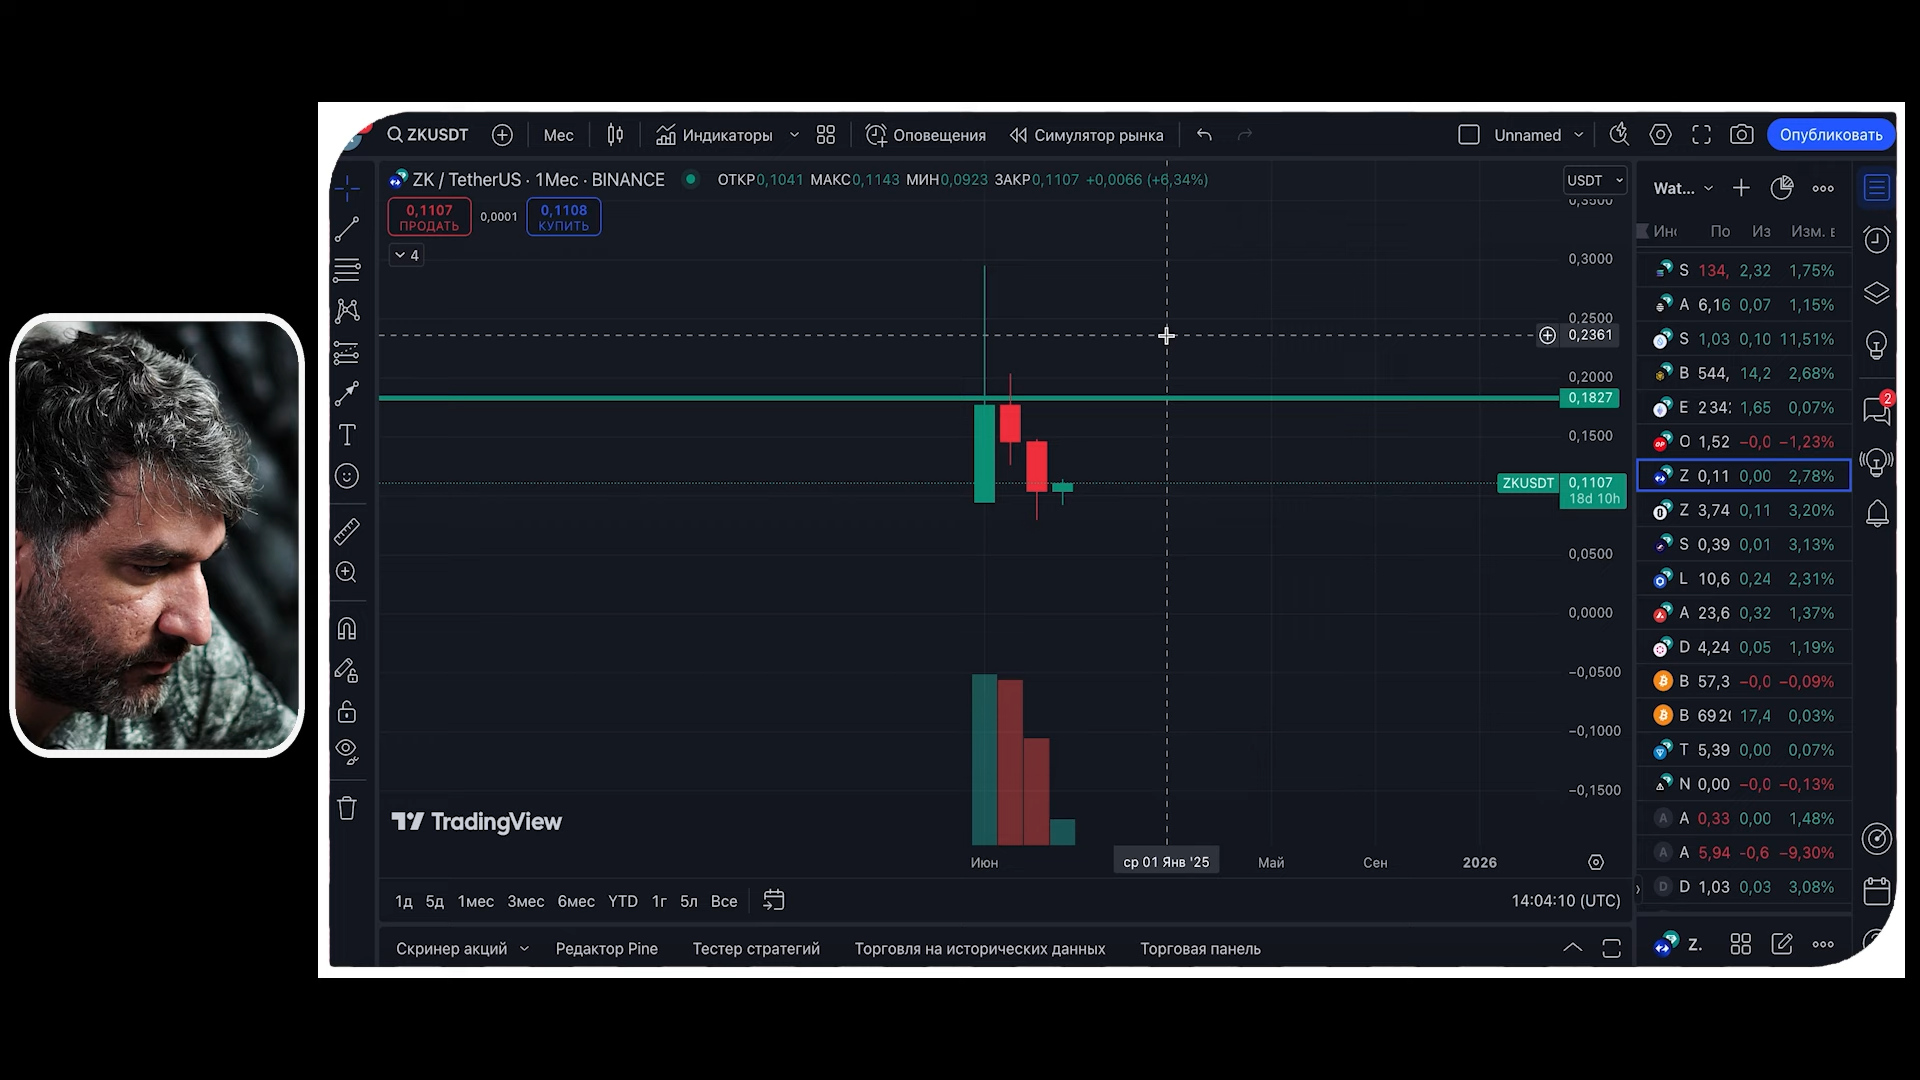 ZKUSDT
Мес
Индикаторы
Оповещения
Симулятор рынка
Unnamed
Опубликовать
ZK / TetherUS · 1Мес · BINANCE
ОТКР0,1041 МАКС0,1143 МИН0,0923 ЗАКР0,1107 +0,0066 (+6,34%)
USDT
0,1107
ПРОДАТЬ
0,0001
0,1108
КУПИТЬ
4
0,3500
0,3000
0,2500
0,2361
0,2000
0,1827
0,1500
ZKUSDT 0,1107
18d 10h
0,0500
0,0000
−0,0500
−0,1000
−0,1500
TradingView
Июн
ср 01 Янв '25
Май
Сен
2026
1д 5д 1мес 3мес 6мес YTD 1г 5л Все
14:04:10 (UTC)
Скринер акций
Редактор Pine
Тестер стратегий
Торговля на исторических данных
Торговая панель
Wat...
По Из Изм.
S 134, 2,32 1,75%
A 6,16 0,07 1,15%
S 1,03 0,10 11,51%
B 544, 14,2 2,68%
E 234 1,65 0,07%
O 1,52 −0,0 −1,23%
Z 0,11 0,00 2,78%
Z 3,74 0,11 3,20%
S 0,39 0,01 3,13%
L 10,6 0,24 2,31%
A 23,6 0,32 1,37%
D 4,24 0,05 1,19%
B 57,3 −0,0 −0,09%
B 692 17,4 0,03%
T 5,39 0,00 0,07%
N 0,00 −0,0 −0,13%
A A 0,33 0,00 1,48%
A A 5,94 -0,6 −9,30%
D D 1,03 0,03 3,08%
Z.
2